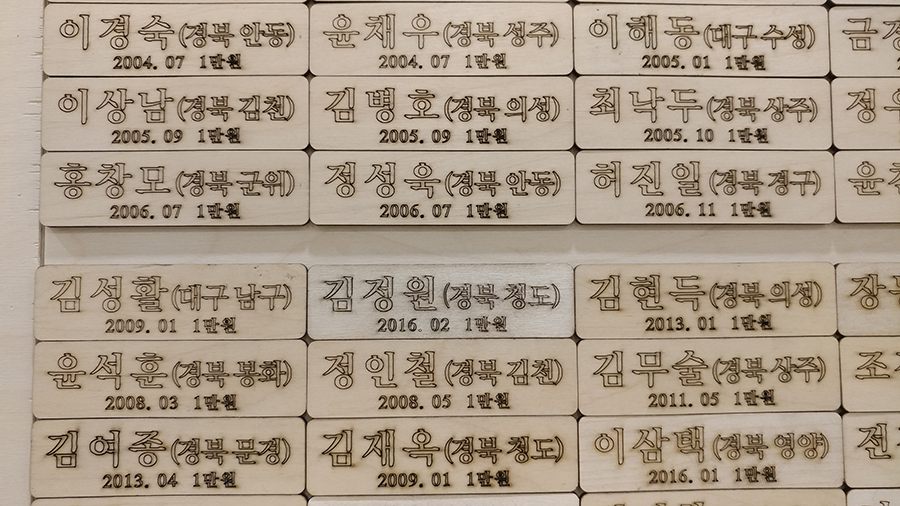 이경숙(경북 안동) 윤채우(경북 성주) 이해동(대구 수성) 금
2004. 07 1만원 2004. 07 1만원 2005. 01 1만원
이상남(경북 김천) 김병호(경북 의성) 최낙두(경북 상주) 정
2005. 09 1만원 2005. 09 1만원 2005. 10 1만원
홍창모(경북 군위) 정성욱(경북 안동) 허진일(경북 경구) 윤
2006. 07 1만원 2006. 07 1만원 2006. 11 1만원
김성활(대구 남구) 김정원(경북 청도) 김현득(경북 의성) 장
2009. 01 1만원 2016. 02 1만원 2013. 01 1만원
윤석훈(경북 봉화) 정인철(경북 김천) 김무술(경북 상주) 조
2008. 03 1만원 2008. 05 1만원 2011. 05 1만원
김여종(경북 문경) 김재옥(경북 청도) 이삼택(경북 영양) 전
2013. 04 1만원 2009. 01 1만원 2016. 01 1만원